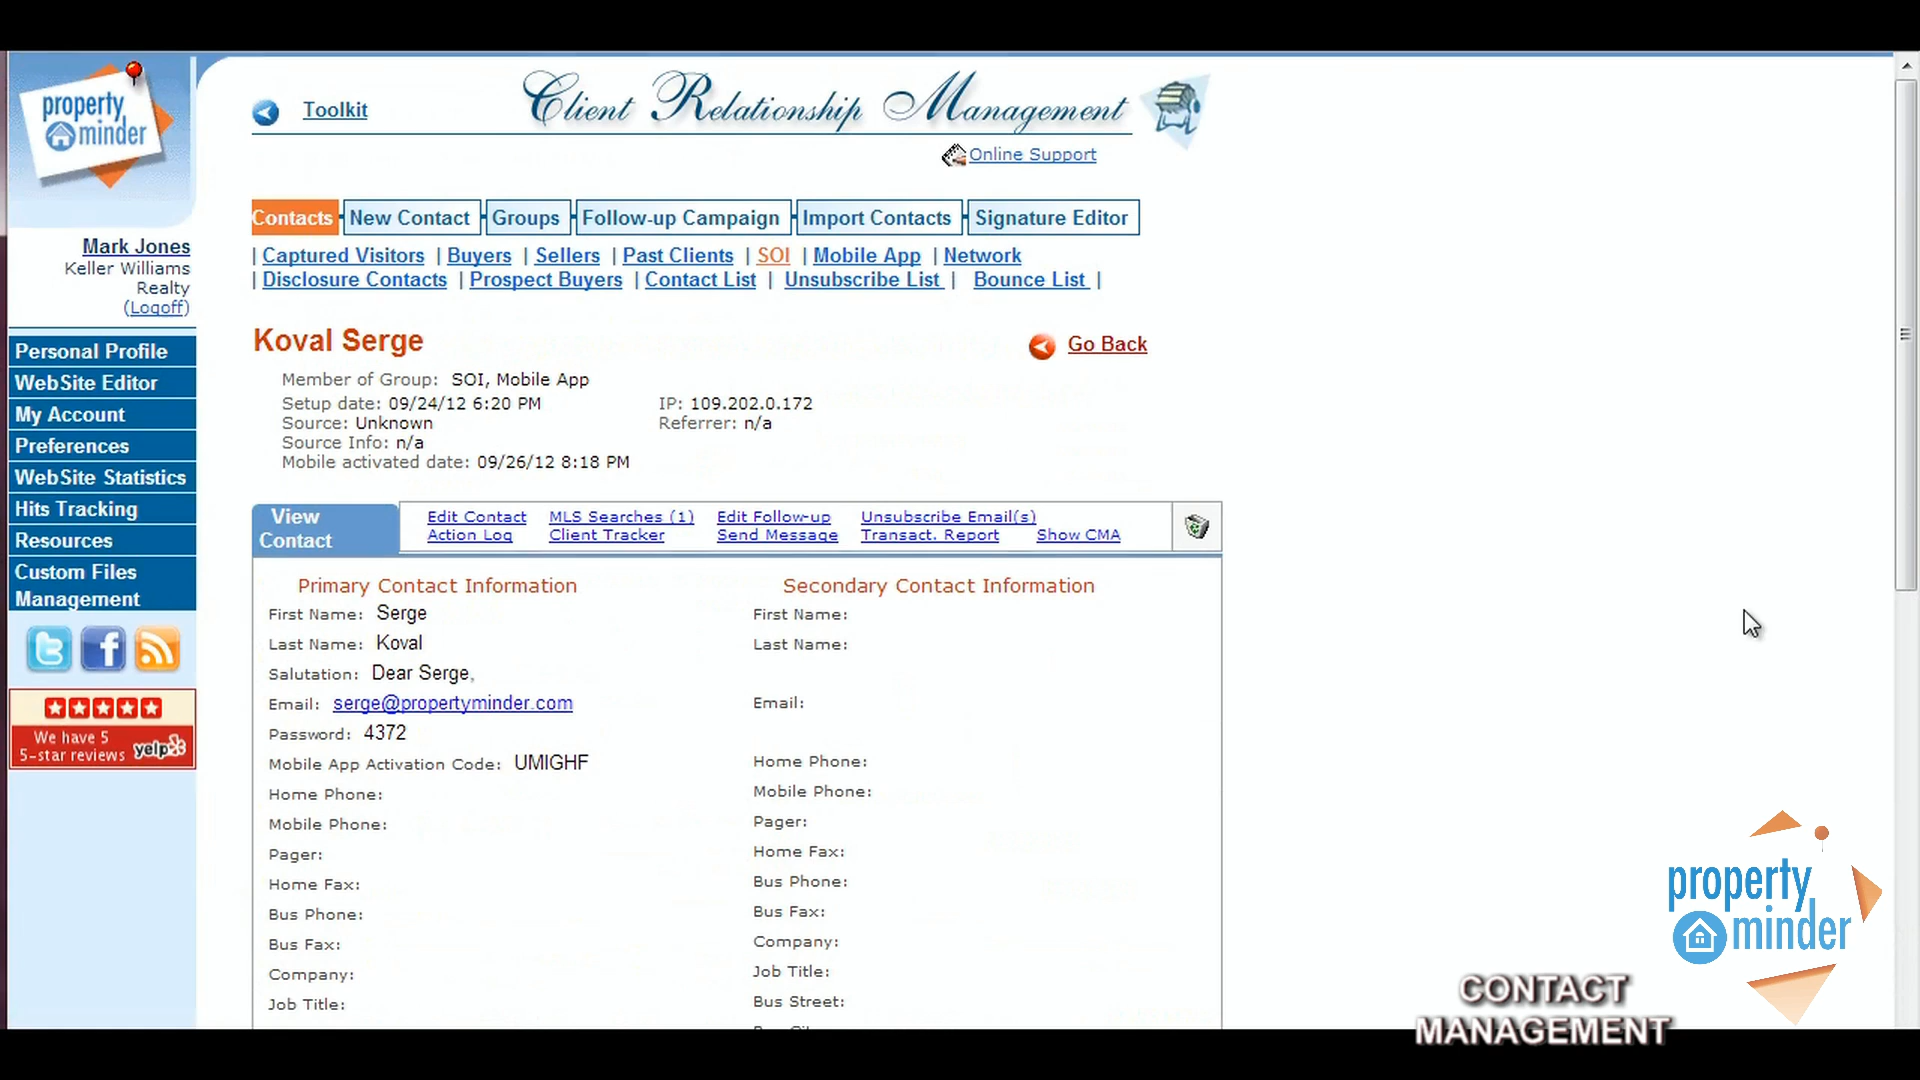 property
minder
Toolkit
Client Relationship Management
Online Support
Contacts New Contact Groups Follow-up Campaign Import Contacts Signature Editor
| Captured Visitors | Buyers | Sellers | Past Clients | SOI | Mobile App | Network
| Disclosure Contacts | Prospect Buyers | Contact List | Unsubscribe List | Bounce List |
Mark Jones
Keller Williams
Realty
(Logoff)
Personal Profile
WebSite Editor
My Account
Preferences
WebSite Statistics
Hits Tracking
Resources
Custom Files
Management
We have 5
5-star reviews yelp
Koval Serge
Go Back
Member of Group: SOI, Mobile App
Setup date: 09/24/12 6:20 PM IP: 109.202.0.172
Source: Unknown Referrer: n/a
Source Info: n/a
Mobile activated date: 09/26/12 8:18 PM
View
Contact
Edit Contact MLS Searches (1) Edit Follow-up Unsubscribe Email(s)
Action Log Client Tracker Send Message Transact. Report Show CMA
Primary Contact Information
First Name: Serge
Last Name: Koval
Salutation: Dear Serge,
Email: serge@propertyminder.com
Password: 4372
Mobile App Activation Code: UMIGHF
Home Phone:
Mobile Phone:
Pager:
Home Fax:
Bus Phone:
Bus Fax:
Company:
Job Title:
Secondary Contact Information
First Name:
Last Name:
Email:
Home Phone:
Mobile Phone:
Pager:
Home Fax:
Bus Phone:
Bus Fax:
Company:
Job Title:
Bus Street:
property
minder
CONTACT
MANAGEMENT